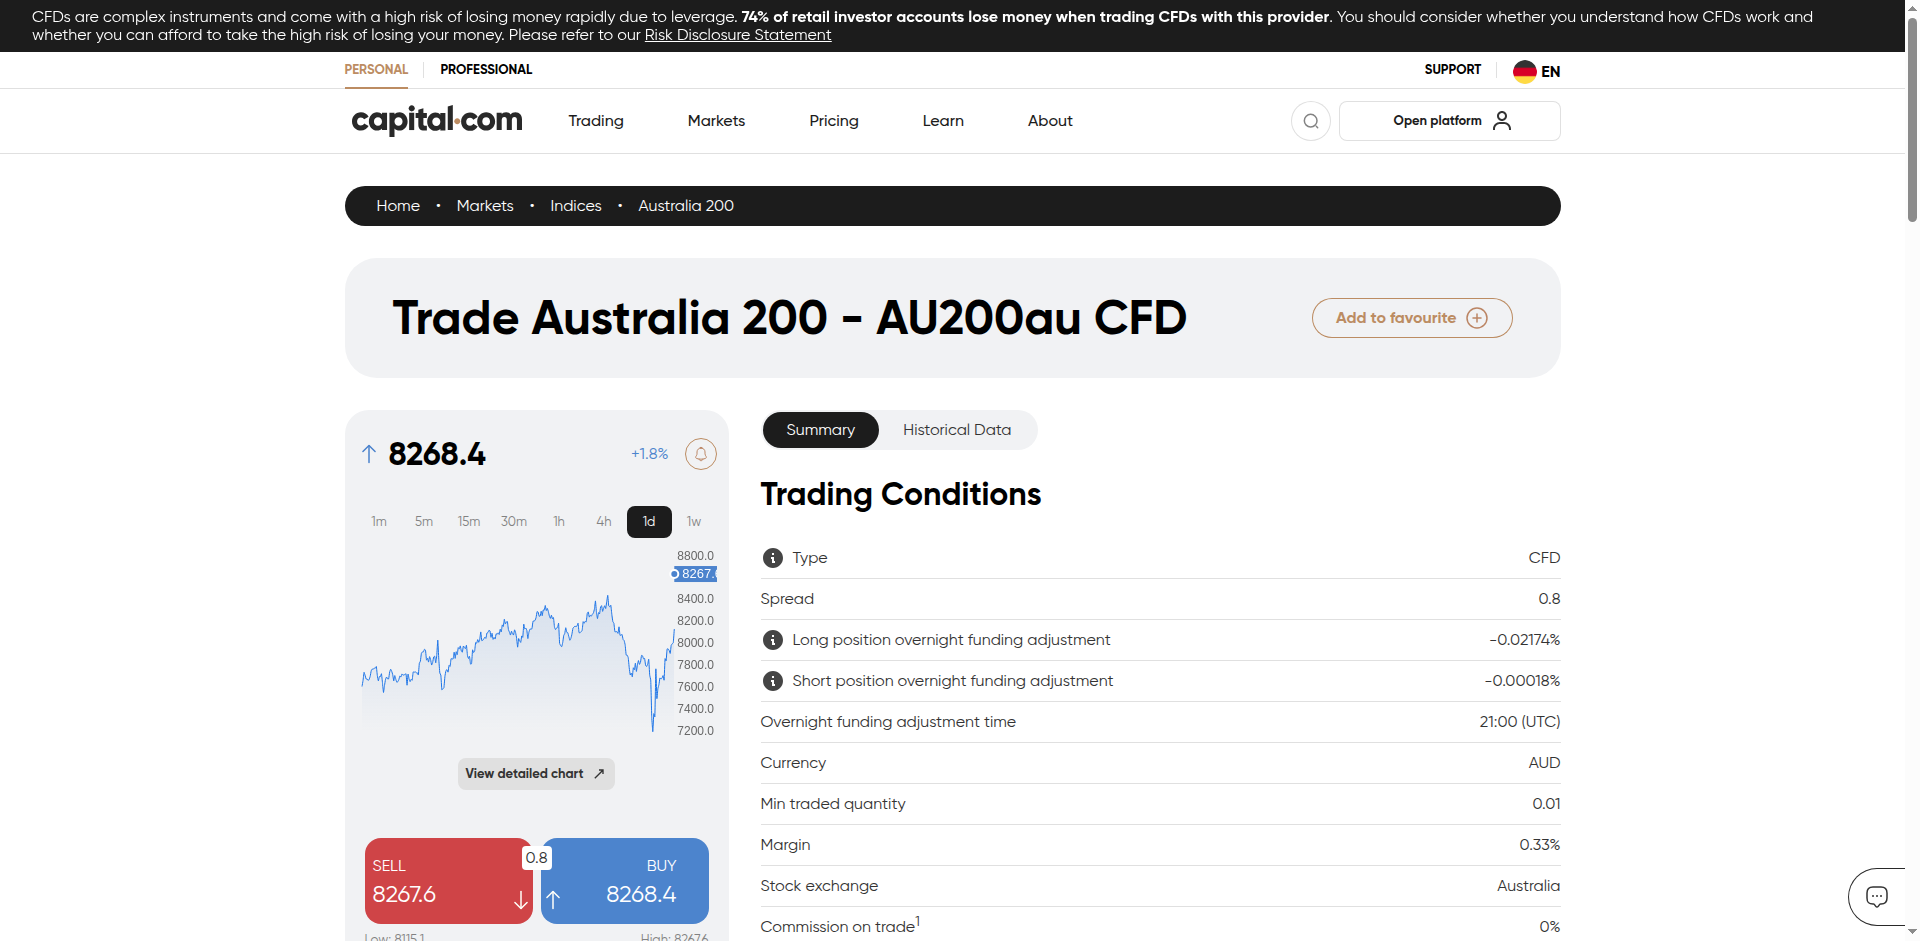 CFDs are complex instruments and come with a high risk of losing money rapidly due to leverage. 74% of retail investor accounts lose money when trading CFDs with this provider. You should consider whether you understand how CFDs work and
whether you can afford to take the high risk of losing your money. Please refer to our Risk Disclosure Statement
PERSONAL PROFESSIONAL SUPPORT EN
capital.com Trading Markets Pricing Learn About Open platform
Home • Markets • Indices • Australia 200
Trade Australia 200 - AU200au CFD Add to favourite
8268.4 +1.8%
1m 5m 15m 30m 1h 4h 1d 1w
8800.0
8267.
8400.0
8200.0
8000.0
7800.0
7600.0
7400.0
7200.0
View detailed chart
SELL 0.8 BUY
8267.6 8268.4
Low: 8115.1 High: 8267.6
Summary Historical Data
Trading Conditions
Type CFD
Spread 0.8
Long position overnight funding adjustment -0.02174%
Short position overnight funding adjustment -0.00018%
Overnight funding adjustment time 21:00 (UTC)
Currency AUD
Min traded quantity 0.01
Margin 0.33%
Stock exchange Australia
Commission on trade1 0%